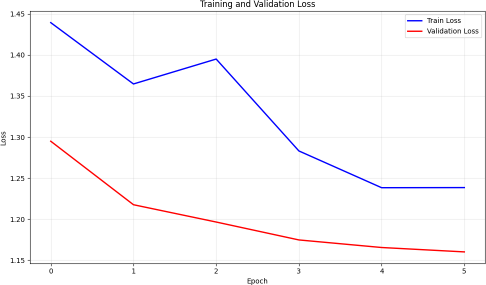 Training and Validation Loss
1.45
1.40
1.35
1.30
1.25
1.20
1.15
Loss
Train Loss
Validation Loss
0 1 2 3 4 5
Epoch